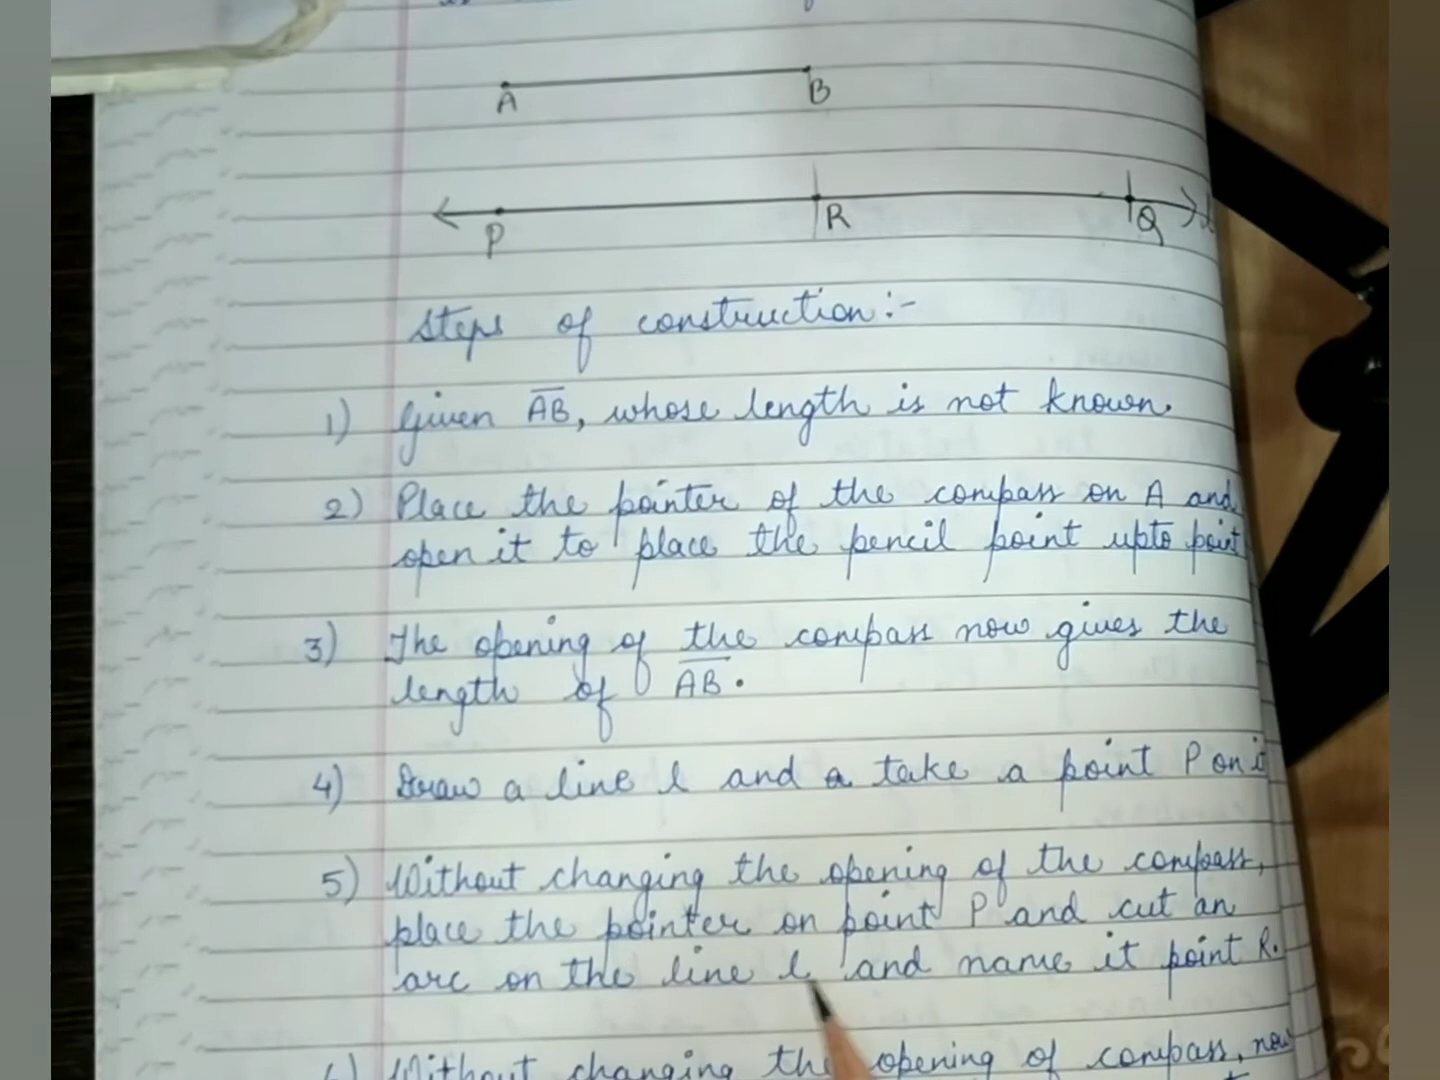 A B
P R Q l
Steps of construction:-
1) Given AB, whose length is not known.
2) Place the pointer of the compass on A and
open it to place the pencil point upto point
3) The opening of the compass now gives the
length of AB.
4) Draw a line l and a take a point P on it
5) Without changing the opening of the compass,
place the pointer on point P and cut an
arc on the line l and name it point R.
6) Without changing the opening of compass, now